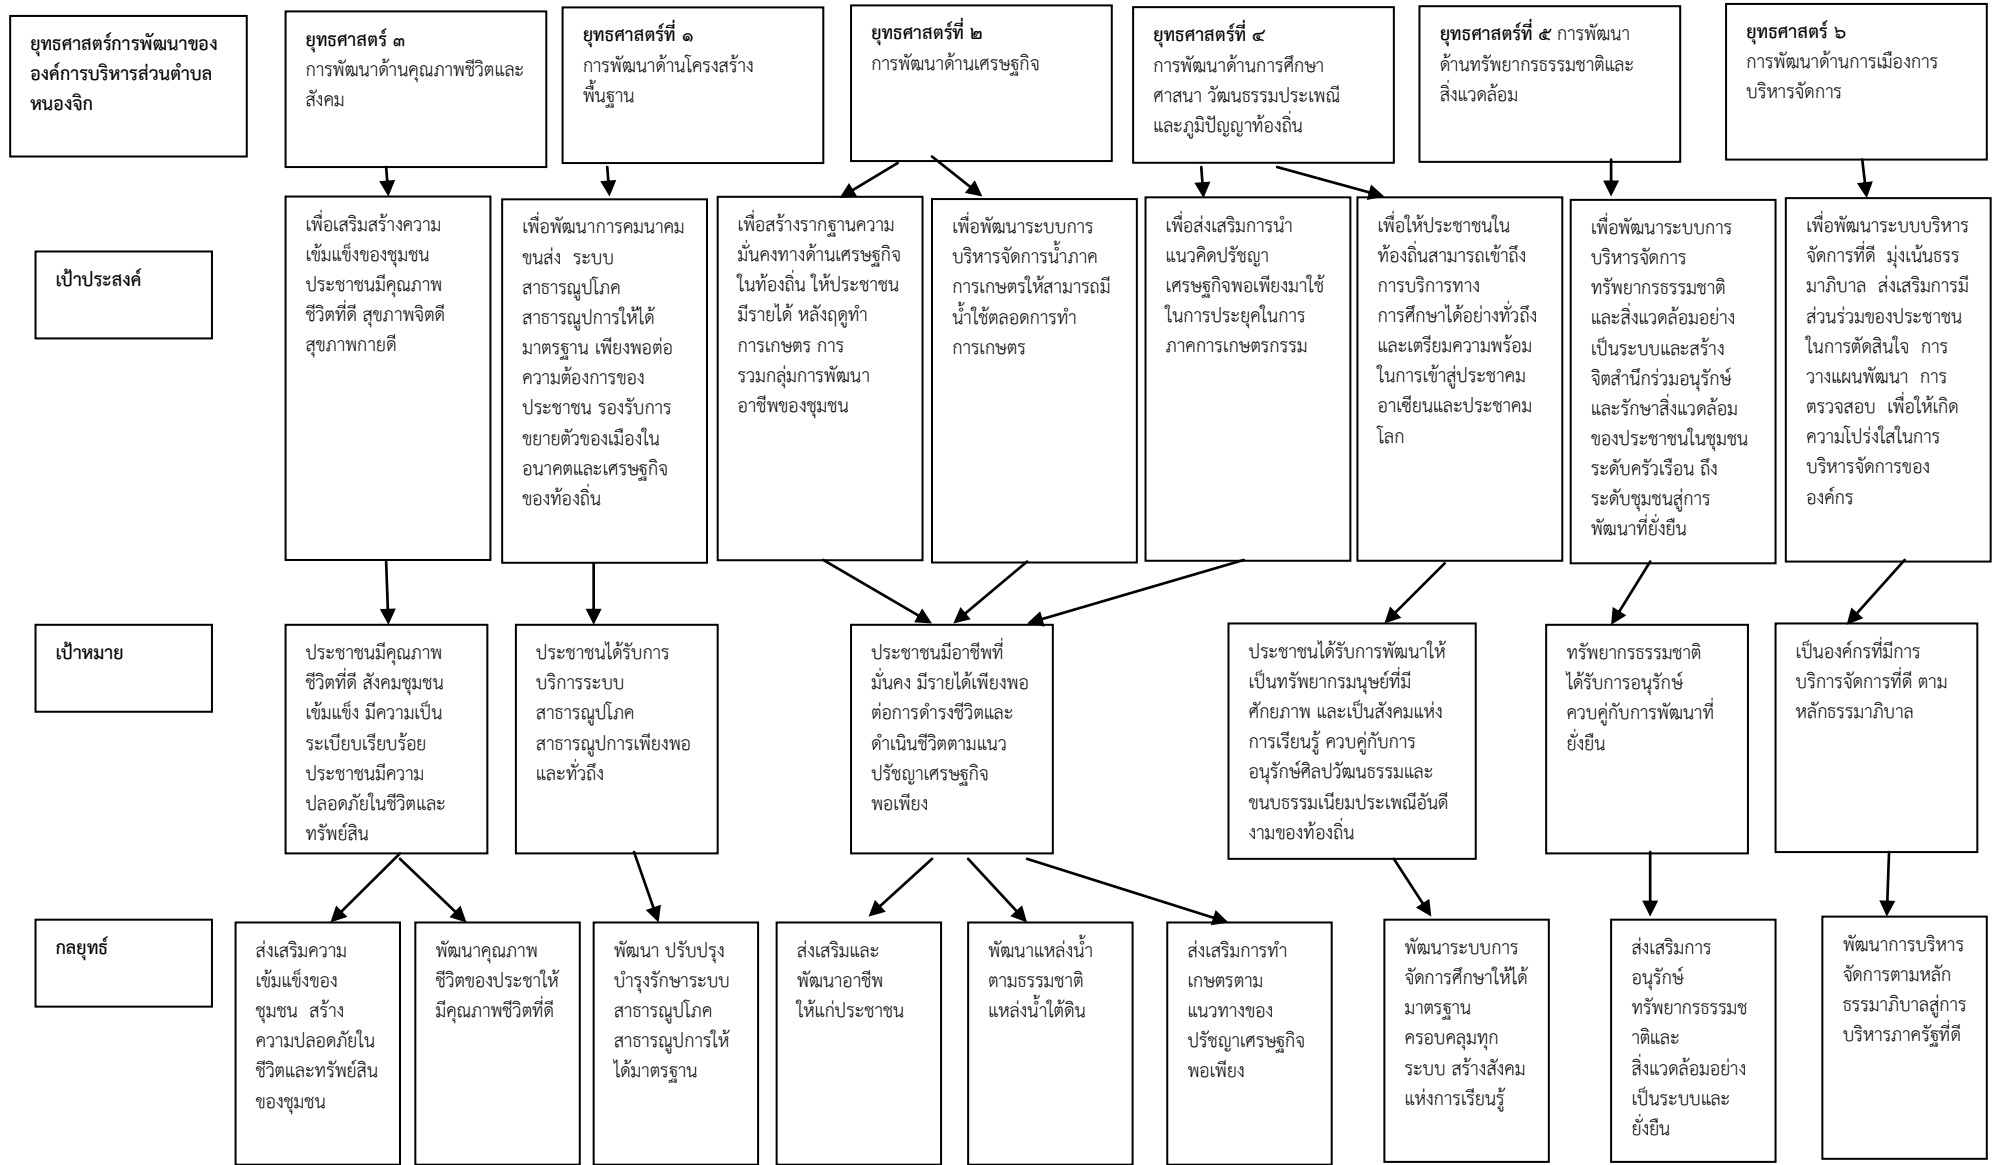 ยุทธศาสตร์การพัฒนาของ
องค์การบริหารส่วนตำบล
หนองจิก
ยุทธศาสตร์ ๓
การพัฒนาด้านคุณภาพชีวิตและ
สังคม
ยุทธศาสตร์ที่ ๑
การพัฒนาด้านโครงสร้าง
พื้นฐาน
ยุทธศาสตร์ที่ ๒
การพัฒนาด้านเศรษฐกิจ
ยุทธศาสตร์ที่ ๔
การพัฒนาด้านการศึกษา
ศาสนา วัฒนธรรมประเพณี
และภูมิปัญญาท้องถิ่น
ยุทธศาสตร์ที่ ๕ การพัฒนา
ด้านทรัพยากรธรรมชาติและ
สิ่งแวดล้อม
ยุทธศาสตร์ ๖
การพัฒนาด้านการเมืองการ
บริหารจัดการ
เป้าประสงค์
เพื่อเสริมสร้างความ
เข้มแข็งของชุมชน
ประชาชนมีคุณภาพ
ชีวิตที่ดี สุขภาพจิตดี
สุขภาพกายดี
เพื่อพัฒนาการคมนาคม
ขนส่ง ระบบ
สาธารณูปโภค
สาธารณูปการให้ได้
มาตรฐาน เพียงพอต่อ
ความต้องการของ
ประชาชน รองรับการ
ขยายตัวของเมืองใน
อนาคตและเศรษฐกิจ
ของท้องถิ่น
เพื่อสร้างรากฐานความ
มั่นคงทางด้านเศรษฐกิจ
ในท้องถิ่น ให้ประชาชน
มีรายได้ หลังฤดูทำ
การเกษตร การ
รวมกลุ่มการพัฒนา
อาชีพของชุมชน
เพื่อพัฒนาระบบการ
บริหารจัดการน้ำภาค
การเกษตรให้สามารถมี
น้ำใช้ตลอดการทำ
การเกษตร
เพื่อส่งเสริมการนำ
แนวคิดปรัชญา
เศรษฐกิจพอเพียงมาใช้
ในการประยุคในการ
ภาคการเกษตรกรรม
เพื่อให้ประชาชนใน
ท้องถิ่นสามารถเข้าถึง
การบริการทาง
การศึกษาได้อย่างทั่วถึง
และเตรียมความพร้อม
ในการเข้าสู่ประชาคม
อาเซียนและประชาคม
โลก
เพื่อพัฒนาระบบการ
บริหารจัดการ
ทรัพยากรธรรมชาติ
และสิ่งแวดล้อมอย่าง
เป็นระบบและสร้าง
จิตสำนึกร่วมอนุรักษ์
และรักษาสิ่งแวดล้อม
ของประชาชนในชุมชน
ระดับครัวเรือน ถึง
ระดับชุมชนสู่การ
พัฒนาที่ยั่งยืน
เพื่อพัฒนาระบบบริหาร
จัดการที่ดี มุ่งเน้นธรร
มาภิบาล ส่งเสริมการมี
ส่วนร่วมของประชาชน
ในการตัดสินใจ การ
วางแผนพัฒนา การ
ตรวจสอบ เพื่อให้เกิด
ความโปร่งใสในการ
บริหารจัดการของ
องค์กร
เป้าหมาย
ประชาชนมีคุณภาพ
ชีวิตที่ดี สังคมชุมชน
เข้มแข็ง มีความเป็น
ระเบียบเรียบร้อย
ประชาชนมีความ
ปลอดภัยในชีวิตและ
ทรัพย์สิน
ประชาชนได้รับการ
บริการระบบ
สาธารณูปโภค
สาธารณูปการเพียงพอ
และทั่วถึง
ประชาชนมีอาชีพที่
มั่นคง มีรายได้เพียงพอ
ต่อการดำรงชีวิตและ
ดำเนินชีวิตตามแนว
ปรัชญาเศรษฐกิจ
พอเพียง
ประชาชนได้รับการพัฒนาให้
เป็นทรัพยากรมนุษย์ที่มี
ศักยภาพ และเป็นสังคมแห่ง
การเรียนรู้ ควบคู่กับการ
อนุรักษ์ศิลปวัฒนธรรมและ
ขนบธรรมเนียมประเพณีอันดี
งามของท้องถิ่น
ทรัพยากรธรรมชาติ
ได้รับการอนุรักษ์
ควบคู่กับการพัฒนาที่
ยั่งยืน
เป็นองค์กรที่มีการ
บริการจัดการที่ดี ตาม
หลักธรรมาภิบาล
กลยุทธ์
ส่งเสริมความ
เข้มแข็งของ
ชุมชน สร้าง
ความปลอดภัยใน
ชีวิตและทรัพย์สิน
ของชุมชน
พัฒนาคุณภาพ
ชีวิตของประชาให้
มีคุณภาพชีวิตที่ดี
พัฒนา ปรับปรุง
บำรุงรักษาระบบ
สาธารณูปโภค
สาธารณูปการให้
ได้มาตรฐาน
ส่งเสริมและ
พัฒนาอาชีพ
ให้แก่ประชาชน
พัฒนาแหล่งน้ำ
ตามธรรมชาติ
แหล่งน้ำใต้ดิน
ส่งเสริมการทำ
เกษตรตาม
แนวทางของ
ปรัชญาเศรษฐกิจ
พอเพียง
พัฒนาระบบการ
จัดการศึกษาให้ได้
มาตรฐาน
ครอบคลุมทุก
ระบบ สร้างสังคม
แห่งการเรียนรู้
ส่งเสริมการ
อนุรักษ์
ทรัพยากรธรรมช
าติและ
สิ่งแวดล้อมอย่าง
เป็นระบบและ
ยั่งยืน
พัฒนาการบริหาร
จัดการตามหลัก
ธรรมาภิบาลสู่การ
บริหารภาครัฐที่ดี